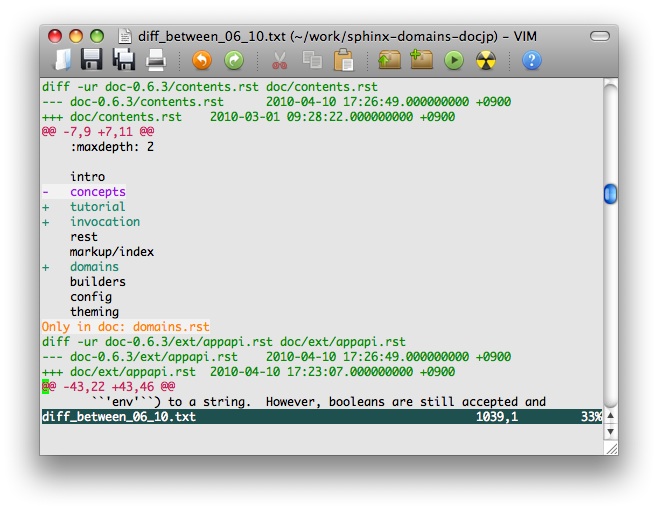 diff_between_06_10.txt (~/work/sphinx-domains-docjp) – VIM
diff -ur doc-0.6.3/contents.rst doc/contents.rst
--- doc-0.6.3/contents.rst      2010-04-10 17:26:49.000000000 +0900
+++ doc/contents.rst    2010-03-01 09:28:22.000000000 +0900
@@ -7,9 +7,11 @@
    :maxdepth: 2

    intro
-   concepts
+   tutorial
+   invocation
    rest
    markup/index
+   domains
    builders
    config
    theming
Only in doc: domains.rst
diff -ur doc-0.6.3/ext/appapi.rst doc/ext/appapi.rst
--- doc-0.6.3/ext/appapi.rst    2010-04-10 17:26:49.000000000 +0900
+++ doc/ext/appapi.rst  2010-04-10 17:23:07.000000000 +0900
@@ -43,22 +43,46 @@
       ``'env'``) to a string.  However, booleans are still accepted and
diff_between_06_10.txt                                        1039,1         33%